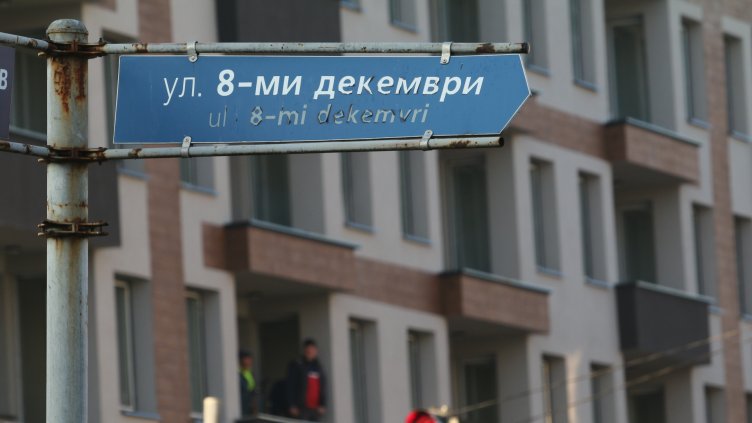 ул. 8-ми декември
ul 8-mi dekemvri
В